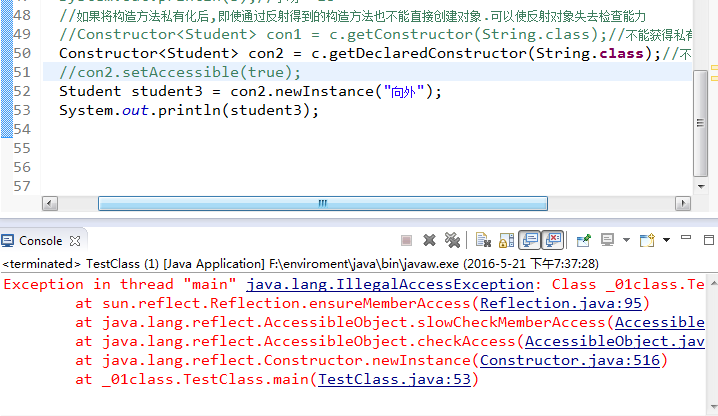 48 //如果将构造方法私有化后,即使通过反射得到的构造方法也不能直接创建对象.可以使反射对象失去检查能力
49 //Constructor<Student> con1 = c.getConstructor(String.class);//不能获得私有
50 Constructor<Student> con2 = c.getDeclaredConstructor(String.class);//不
51 //con2.setAccessible(true);
52 Student student3 = con2.newInstance("向外");
53 System.out.println(student3);
54
55
56
57
Console
<terminated> TestClass (1) [Java Application] F:\enviroment\java\bin\javaw.exe (2016-5-21 下午7:37:28)
Exception in thread "main" java.lang.IllegalAccessException: Class _01class.Te
at sun.reflect.Reflection.ensureMemberAccess(Reflection.java:95)
at java.lang.reflect.AccessibleObject.slowCheckMemberAccess(Accessible
at java.lang.reflect.AccessibleObject.checkAccess(AccessibleObject.jav
at java.lang.reflect.Constructor.newInstance(Constructor.java:516)
at _01class.TestClass.main(TestClass.java:53)